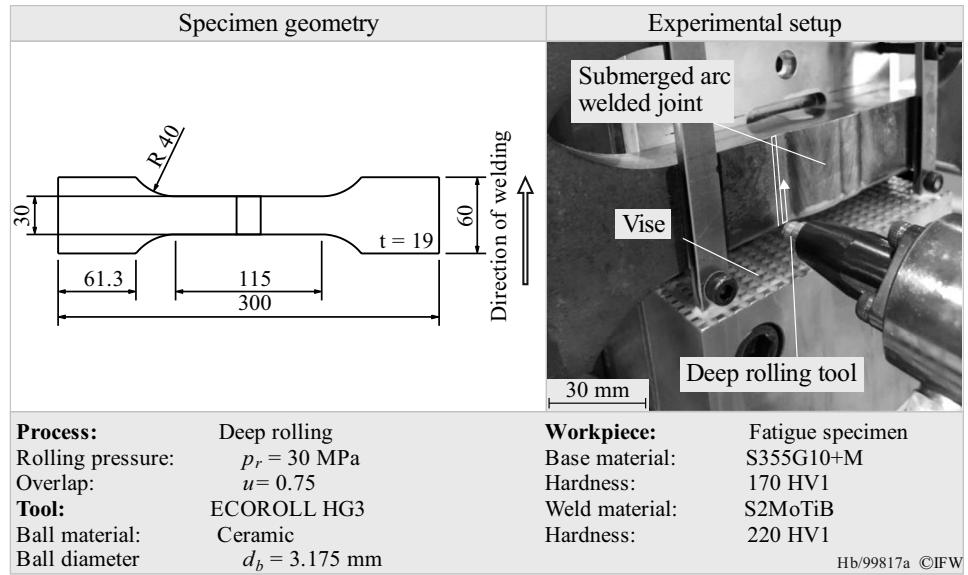 Specimen geometry
Experimental setup
R 40
30
60
t = 19
61.3
115
300
Direction of welding
Submerged arc
welded joint
Vise
Deep rolling tool
30 mm
Process: Deep rolling
Rolling pressure: pr = 30 MPa
Overlap: u= 0.75
Tool: ECOROLL HG3
Ball material: Ceramic
Ball diameter db = 3.175 mm
Workpiece: Fatigue specimen
Base material: S355G10+M
Hardness: 170 HV1
Weld material: S2MoTiB
Hardness: 220 HV1
Hb/99817a ©IFW